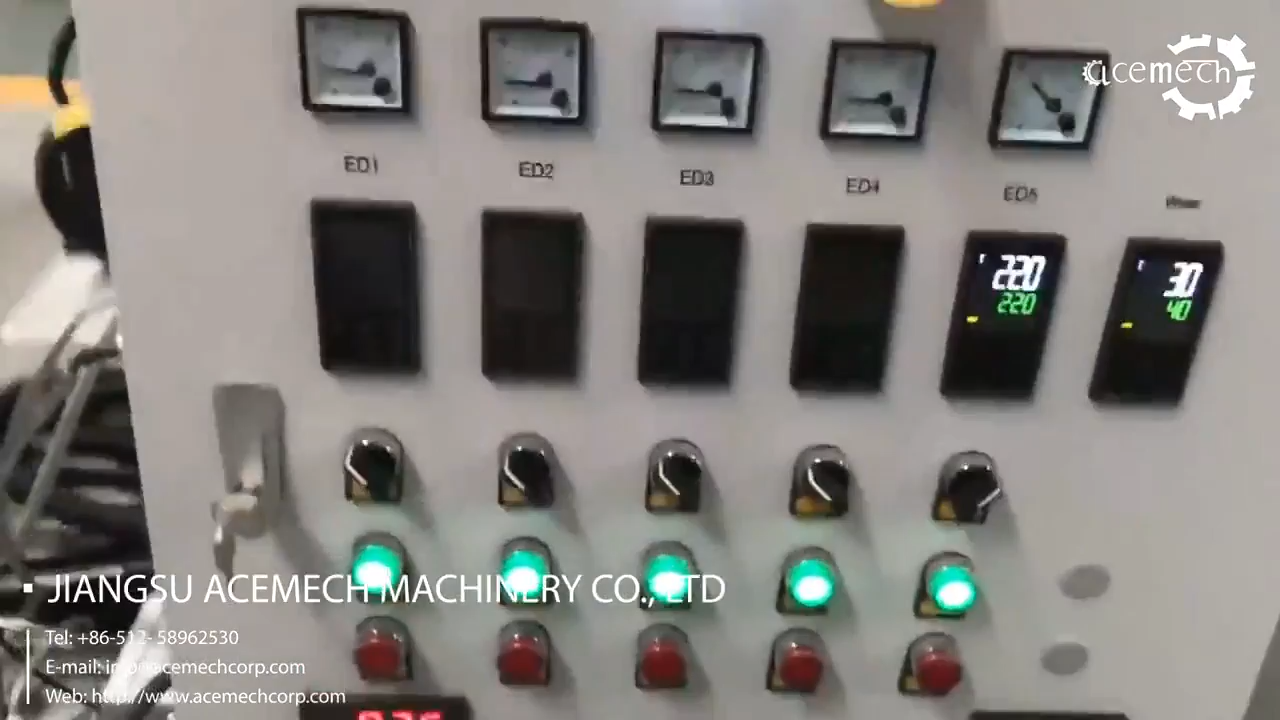 acemech
ED1
ED2
ED3
ED4
ED5
220
220
30
40
JIANGSU ACEMECH MACHINERY CO., LTD
Tel: +86-512- 58962530
E-mail: info@acemechcorp.com
Web: http://www.acemechcorp.com